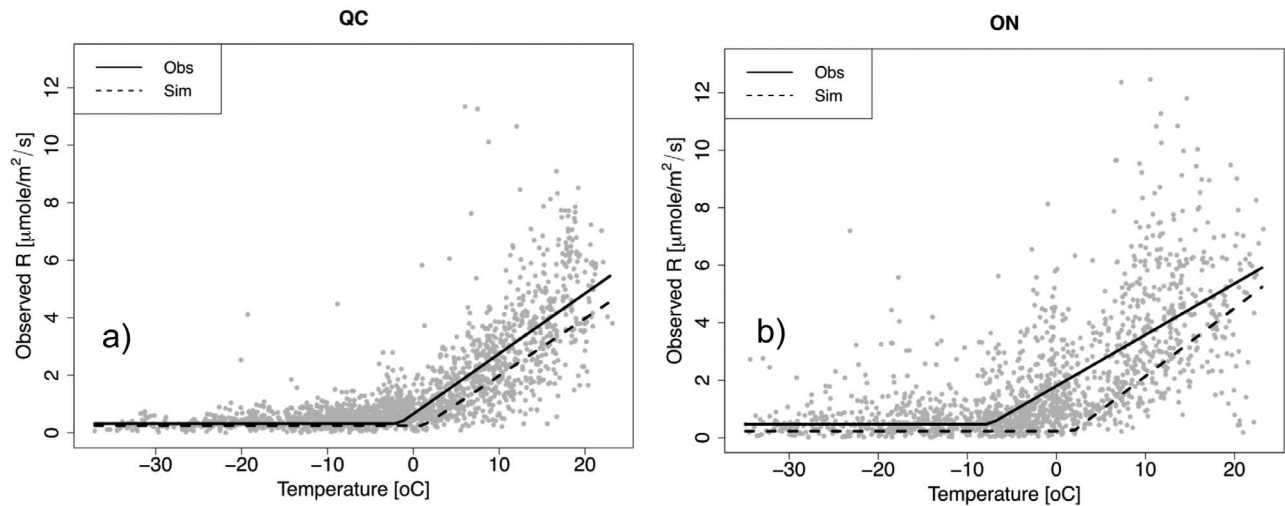 QC
Obs
Sim
12
10
8
6
4
2
0
Observed R [μmole/m²/s]
a)
−30
−20
−10
0
10
20
Temperature [oC]
ON
Obs
Sim
12
10
8
6
4
2
0
Observed R [μmole/m²/s]
b)
−30
−20
−10
0
10
20
Temperature [oC]